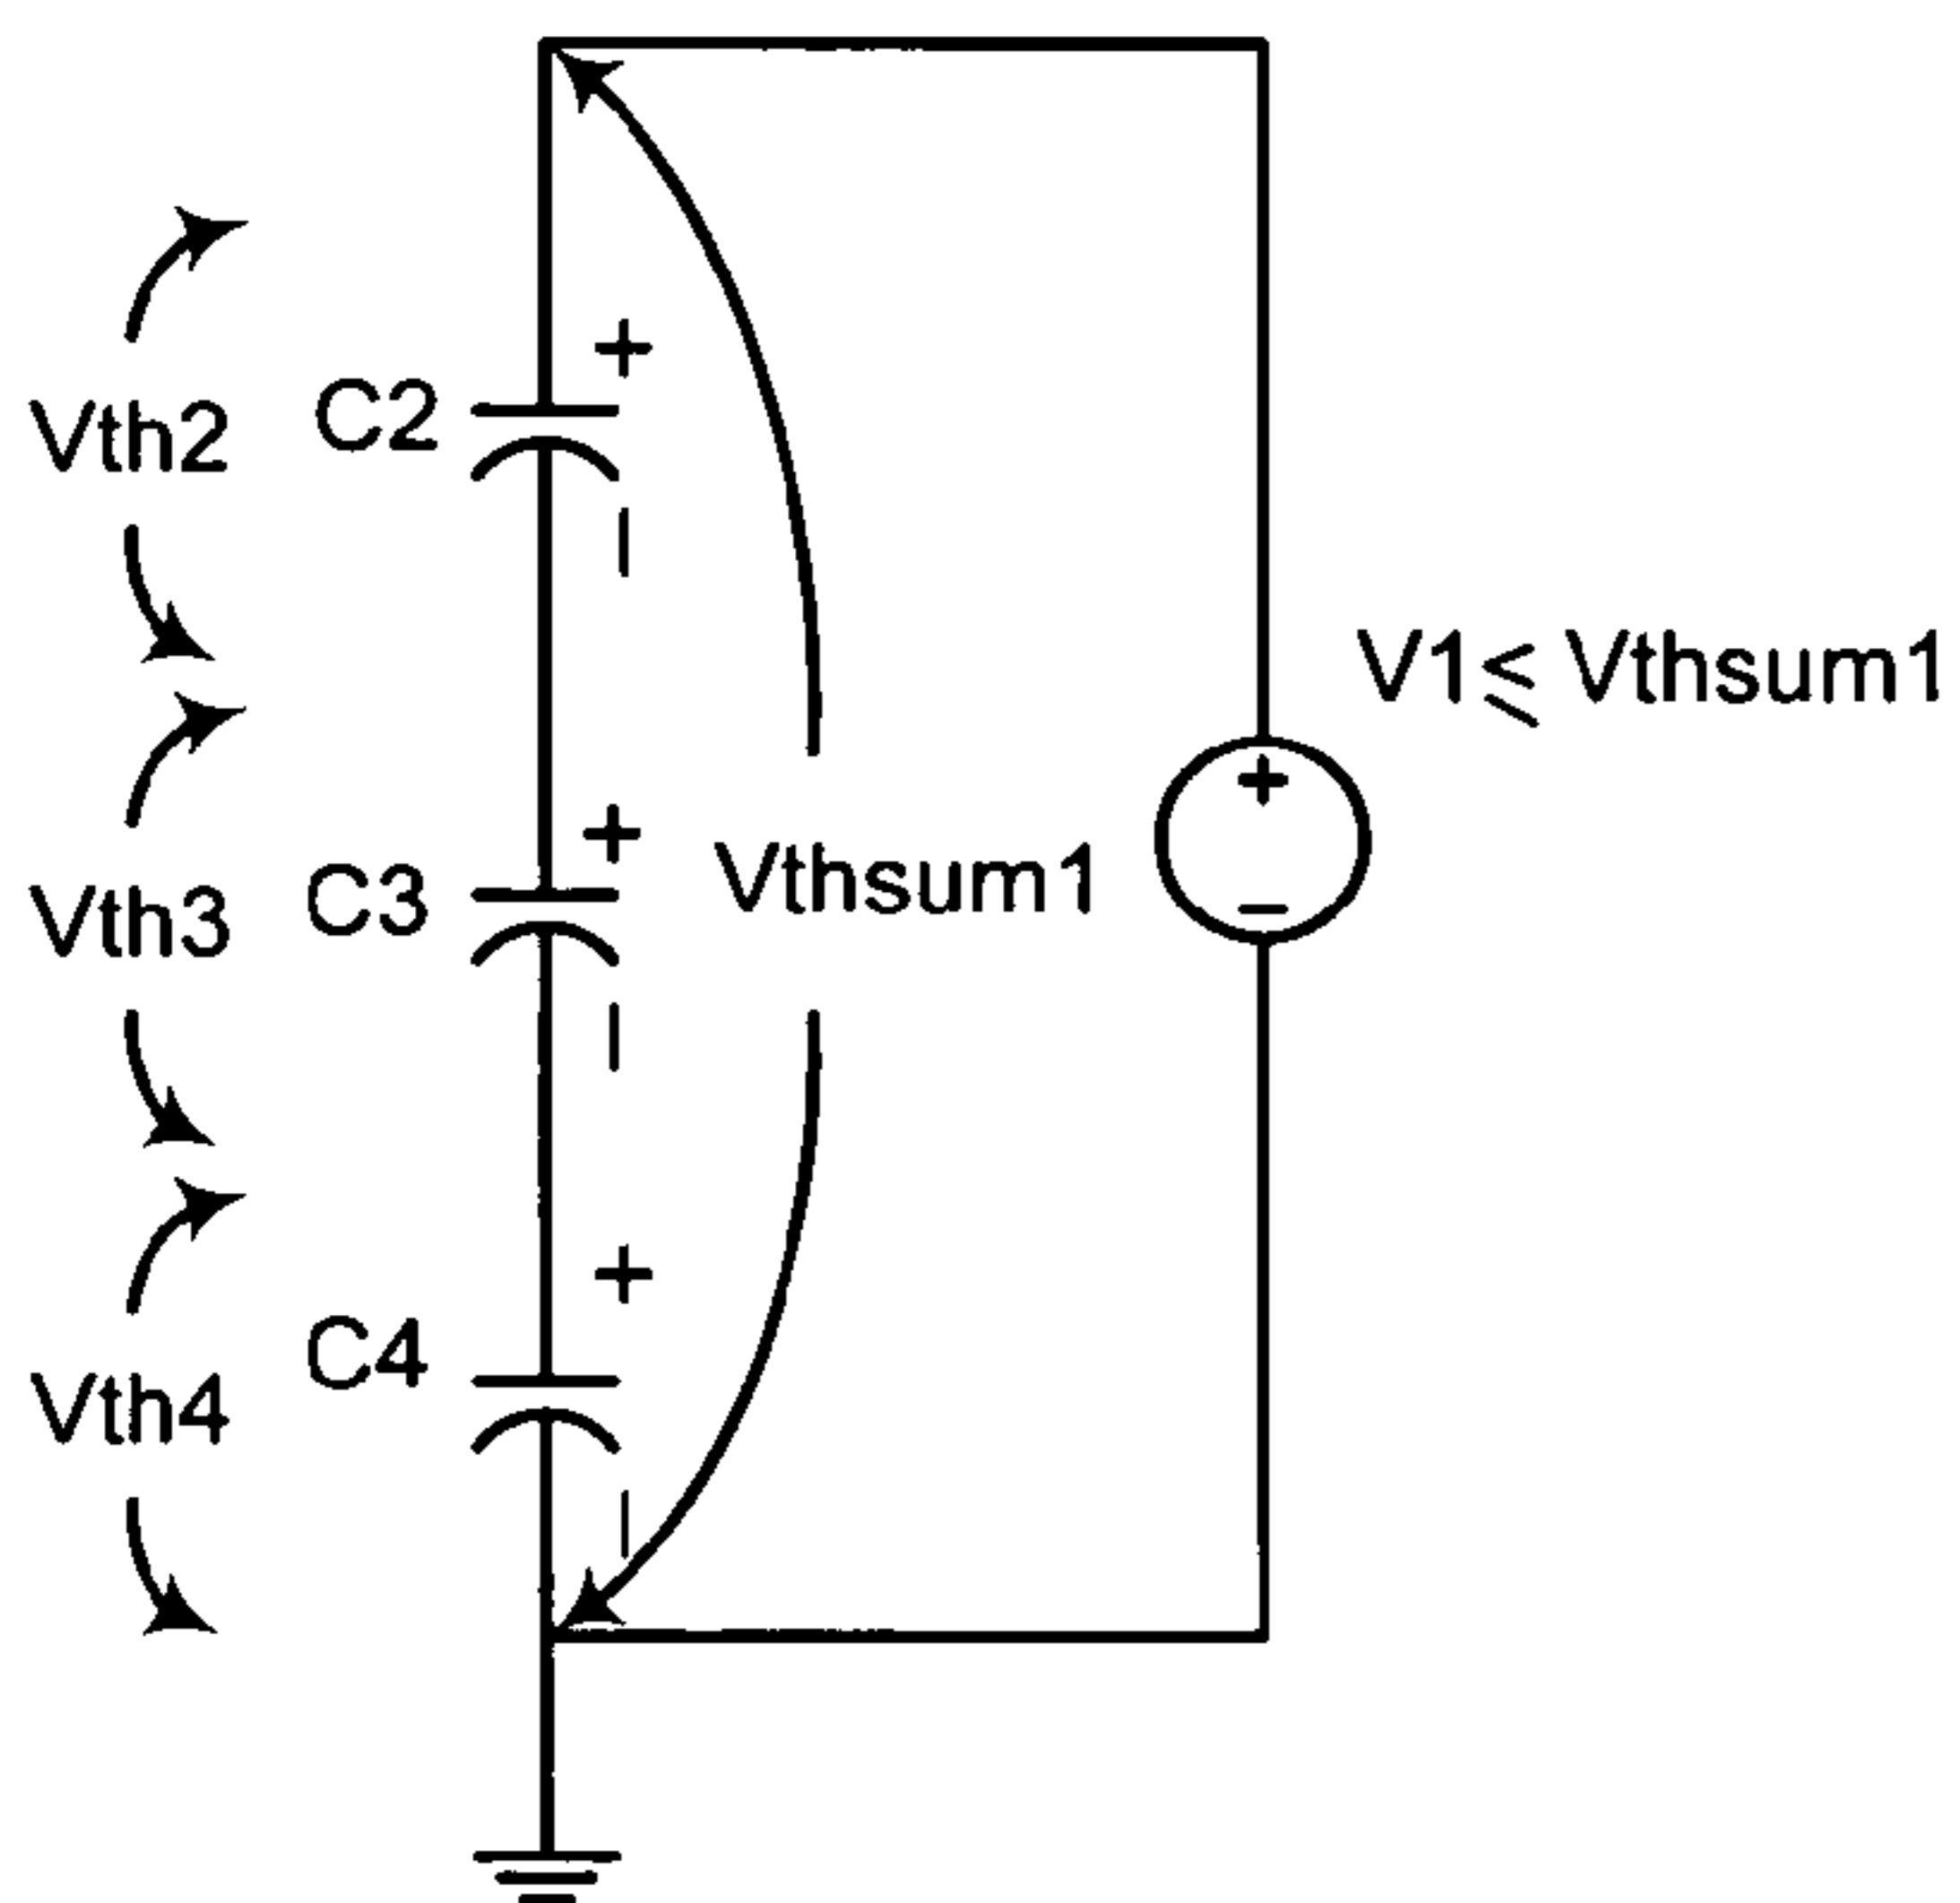 +
Vth2 C2
|
V1≤ Vthsum1
+
+
Vth3 C3 Vthsum1
−
|
+
C4
Vth4
|